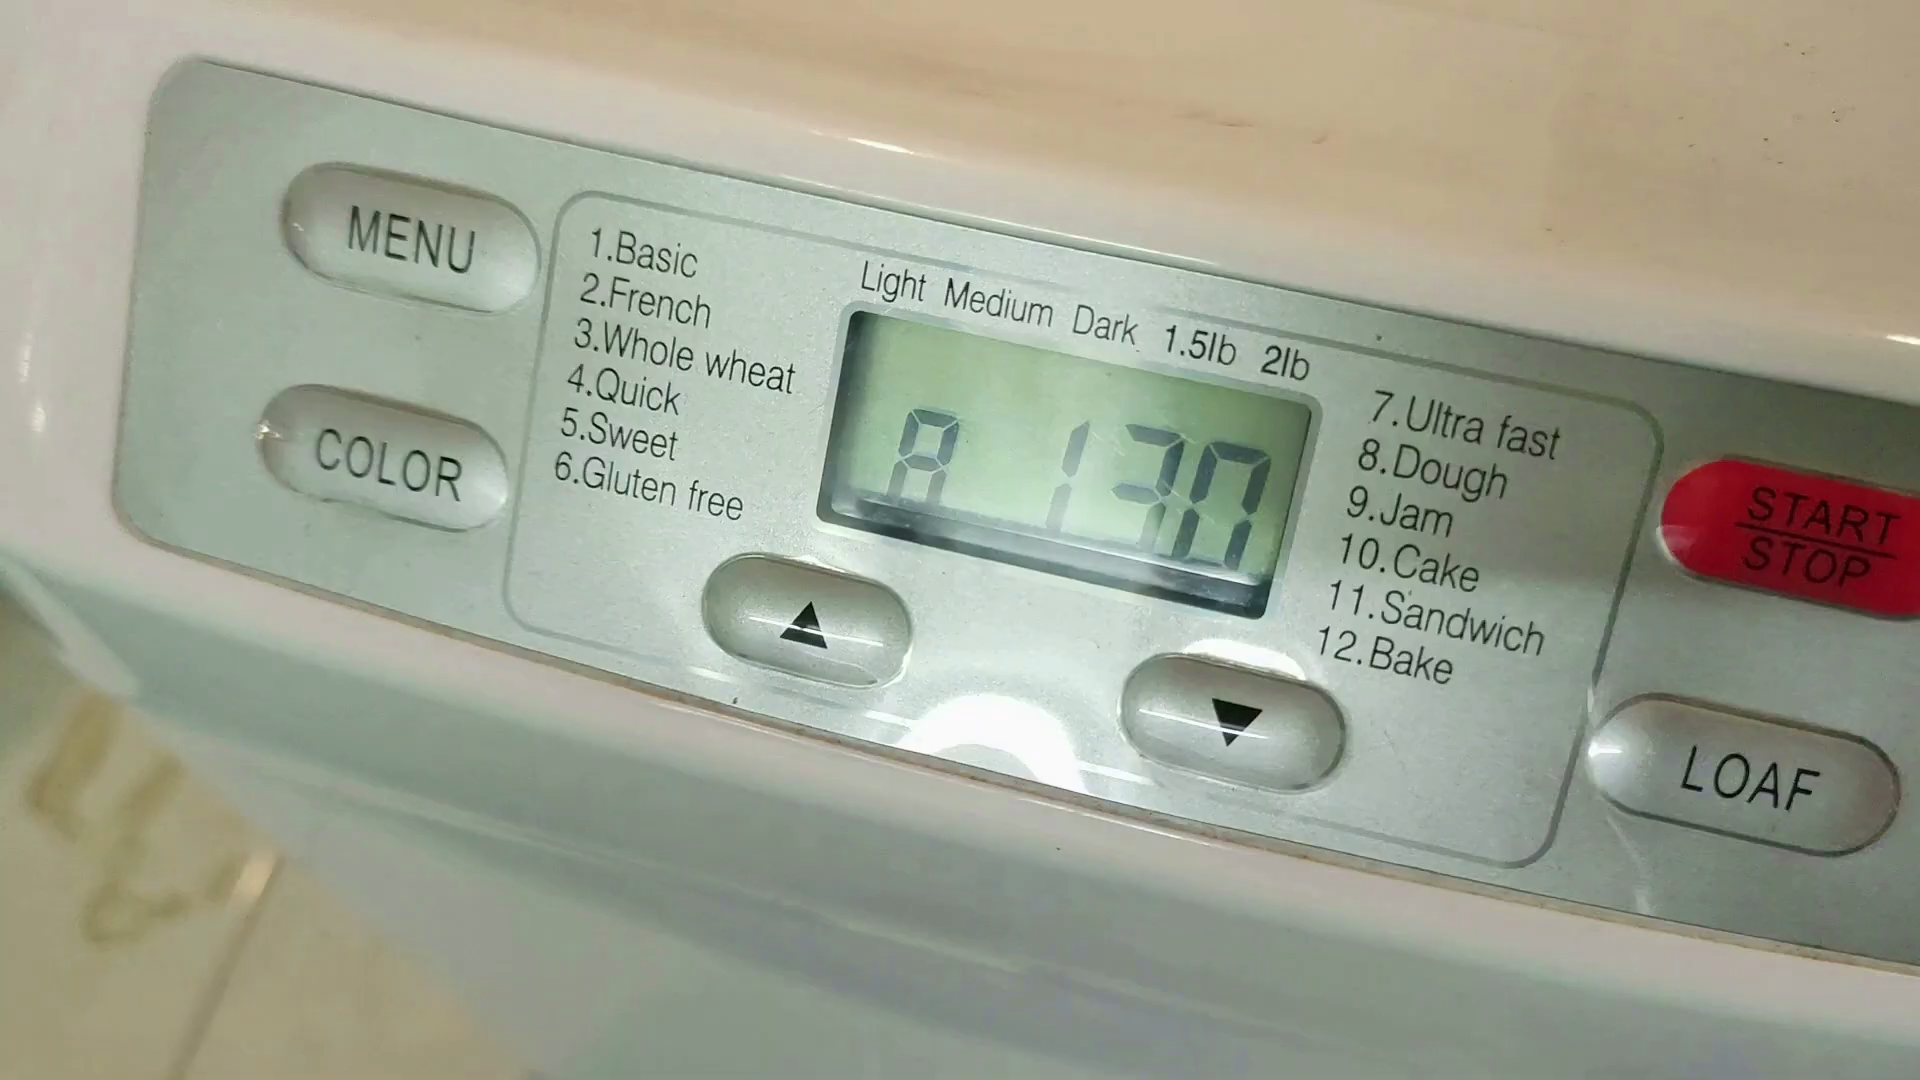 MENU
COLOR
1.Basic
2.French
3.Whole wheat
4.Quick
5.Sweet
6.Gluten free
Light Medium Dark 1.5lb 2lb
8 130
7.Ultra fast
8.Dough
9.Jam
10.Cake
11.Sandwich
12.Bake
START
STOP
LOAF